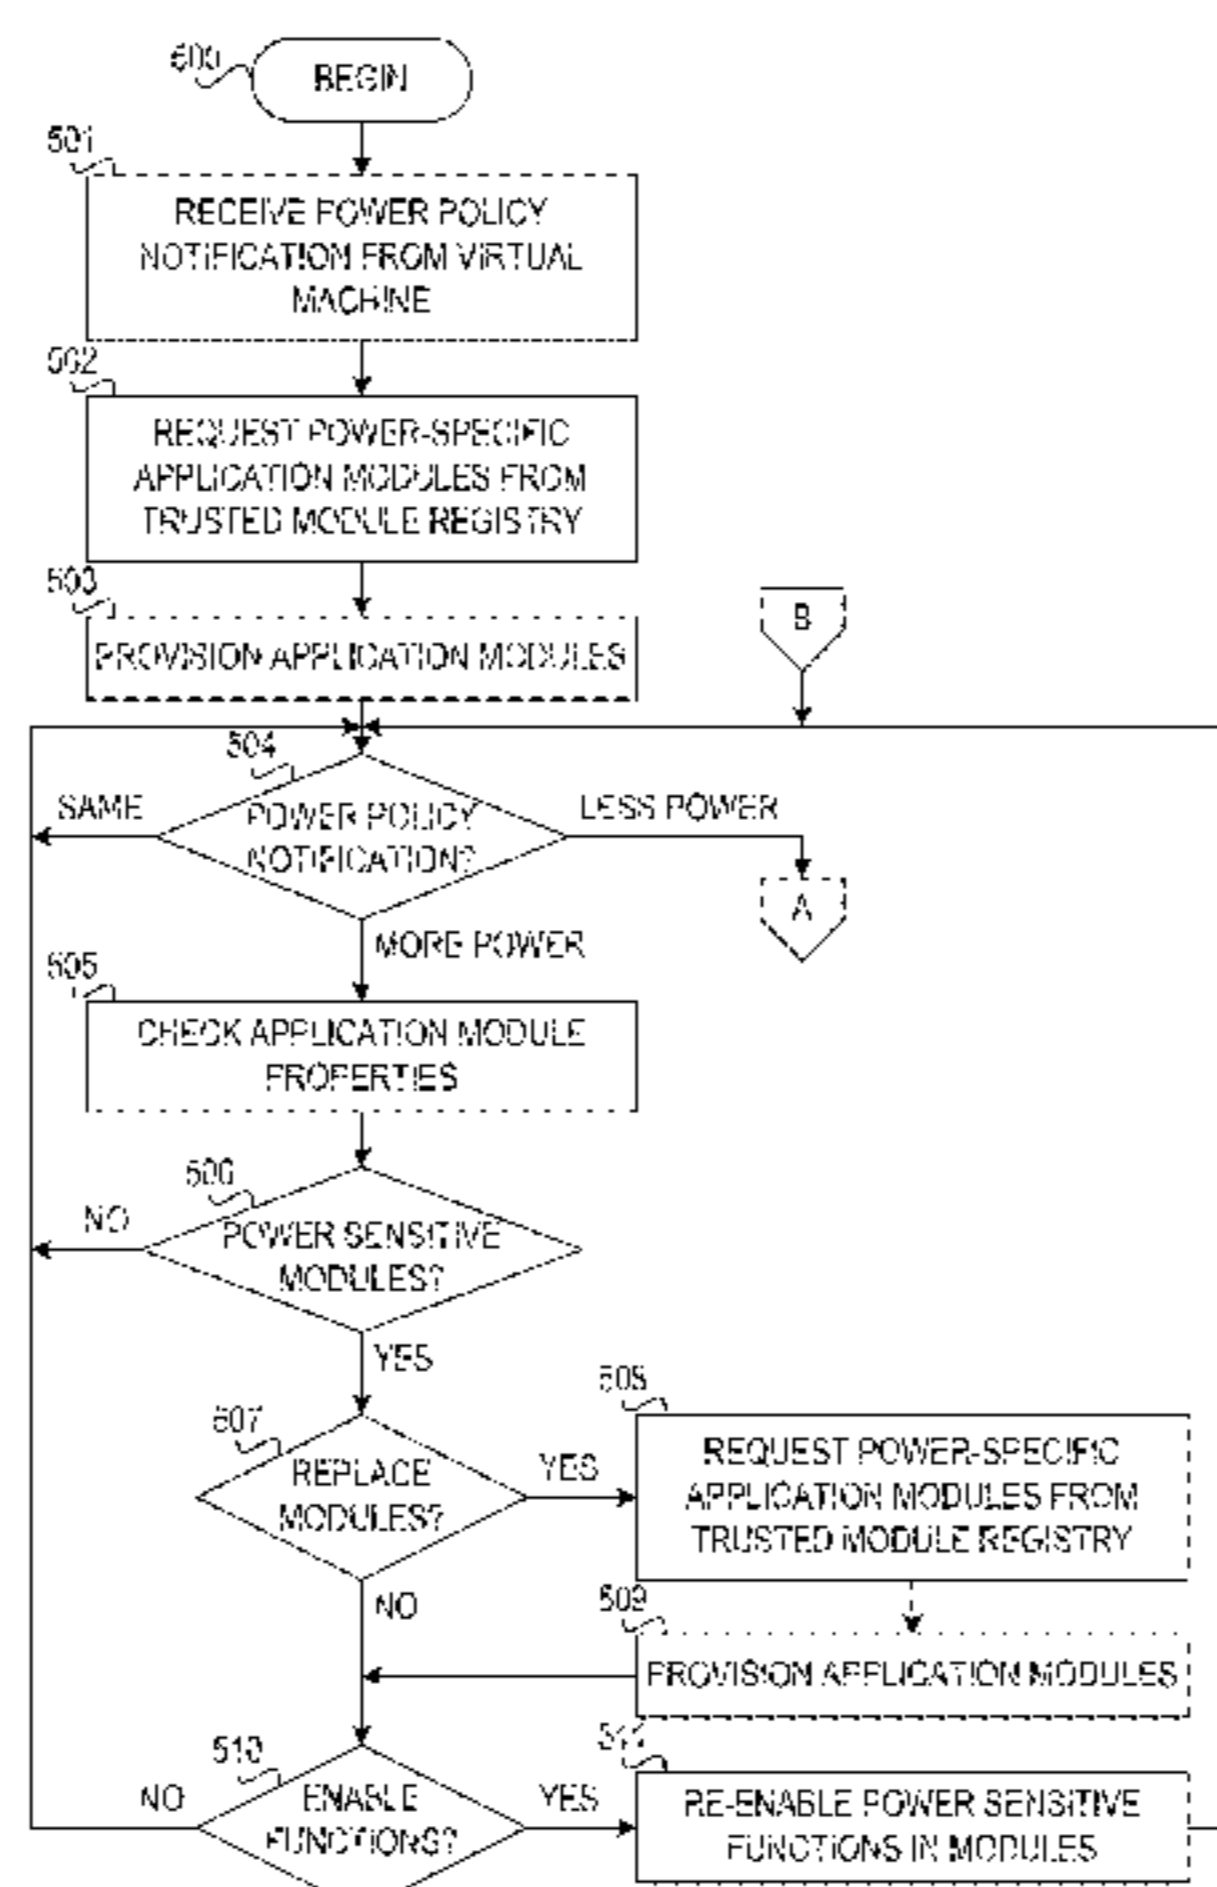 500
BEGIN
501
RECEIVE POWER POLICY
NOTIFICATION FROM VIRTUAL
MACHINE
502
REQUEST POWER-SPECIFIC
APPLICATION MODULES FROM
TRUSTED MODULE REGISTRY
503
PROVISION APPLICATION MODULES
B
504
SAME
POWER POLICY
NOTIFICATION?
LESS POWER
A
MORE POWER
505
CHECK APPLICATION MODULE
PROPERTIES
506
NO
POWER SENSITIVE
MODULES?
YES
507
REPLACE
MODULES?
YES
508
REQUEST POWER-SPECIFIC
APPLICATION MODULES FROM
TRUSTED MODULE REGISTRY
NO
509
PROVISION APPLICATION MODULES
510
NO
ENABLE
FUNCTIONS?
YES
511
RE-ENABLE POWER SENSITIVE
FUNCTIONS IN MODULES